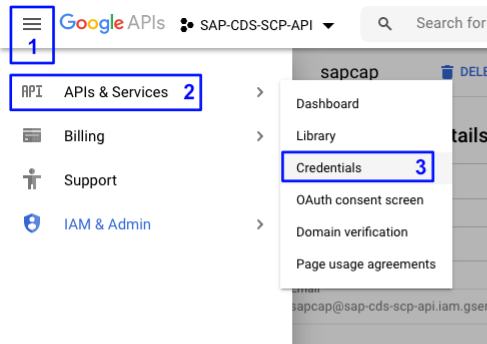 Google APIs SAP-CDS-SCP-API Search for
1
sapcap DELE
API APIs & Services 2
Dashboard
Billing
Library
tails
Credentials 3
Support
OAuth consent screen
IAM & Admin
Domain verification
Page usage agreements
Email
sapcap@sap-cds-scp-api.iam.gser